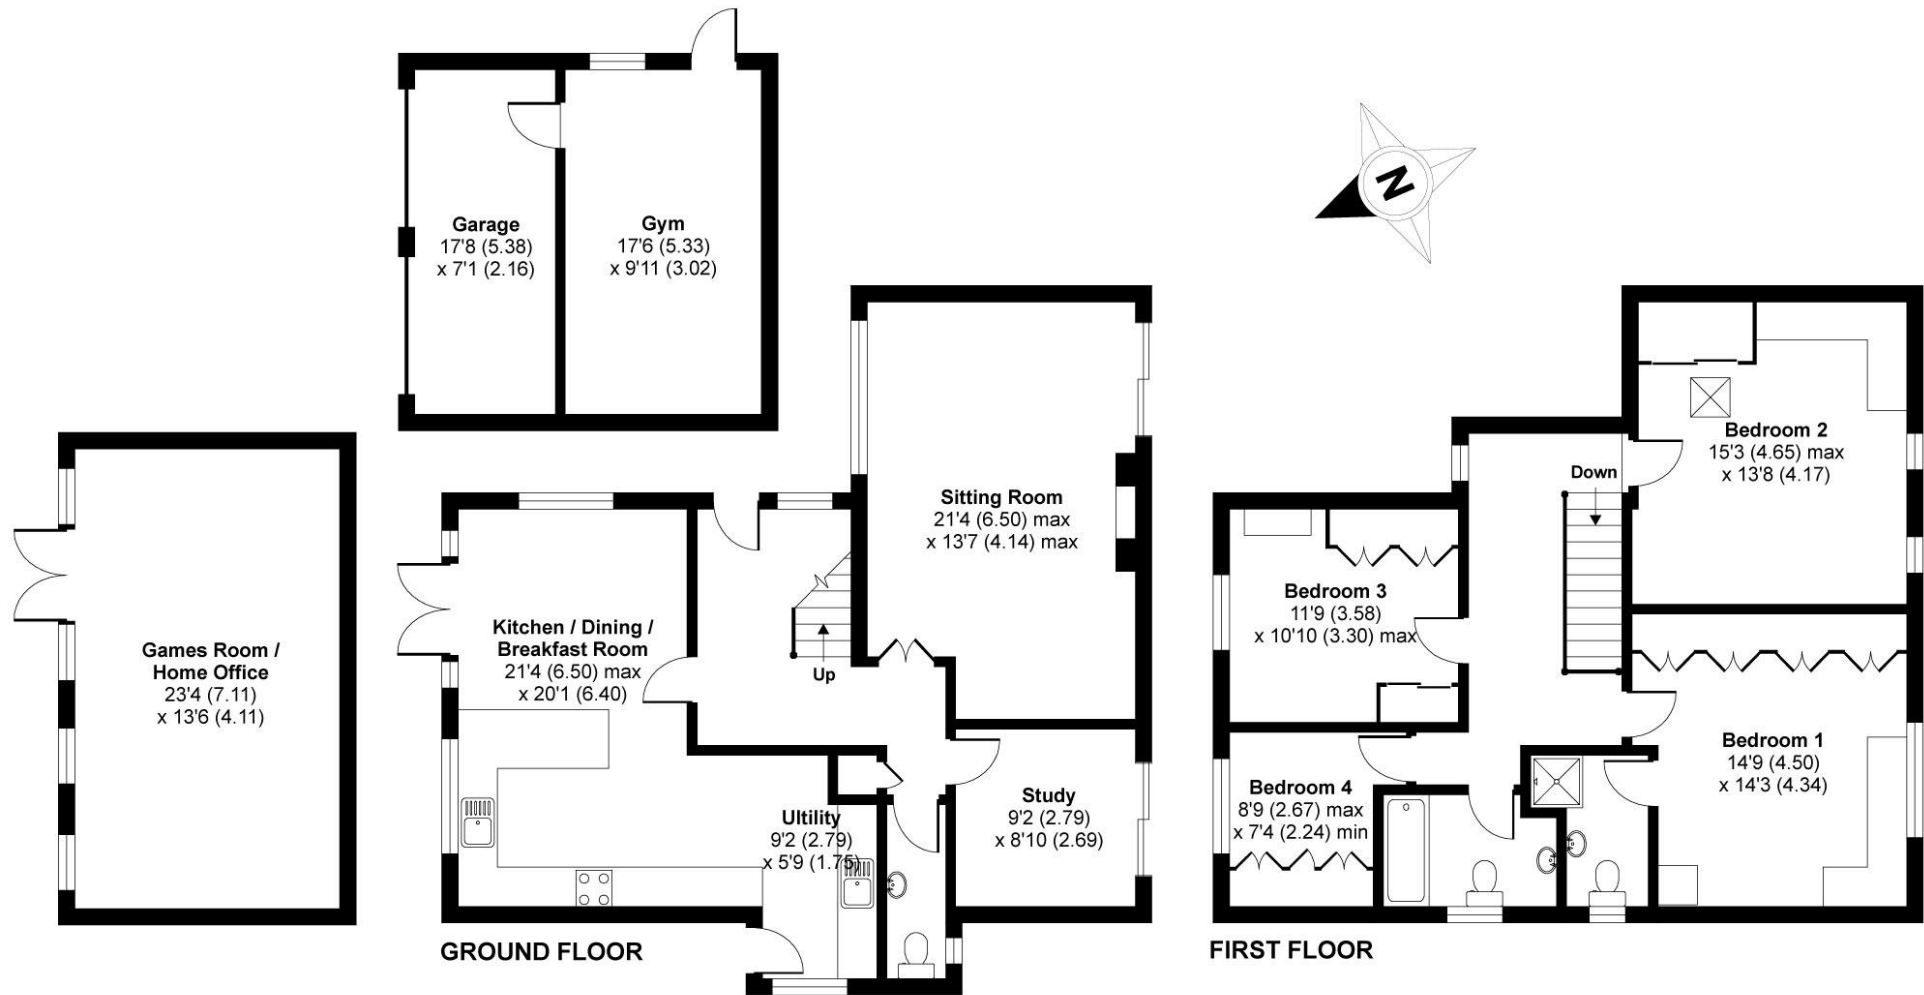 Garage
17'8 (5.38)
x 7'1 (2.16)
Gym
17'6 (5.33)
x 9'11 (3.02)
N
Games Room /
Home Office
23'4 (7.11)
x 13'6 (4.11)
Kitchen / Dining /
Breakfast Room
21'4 (6.50) max
x 20'1 (6.40)
Up
Sitting Room
21'4 (6.50) max
x 13'7 (4.14) max
Ultility
9'2 (2.79)
x 5'9 (1.75)
Study
9'2 (2.79)
x 8'10 (2.69)
GROUND FLOOR
Bedroom 2
15'3 (4.65) max
x 13'8 (4.17)
Down
Bedroom 3
11'9 (3.58)
x 10'10 (3.30) max
Bedroom 1
14'9 (4.50)
x 14'3 (4.34)
Bedroom 4
8'9 (2.67) max
x 7'4 (2.24) min
FIRST FLOOR